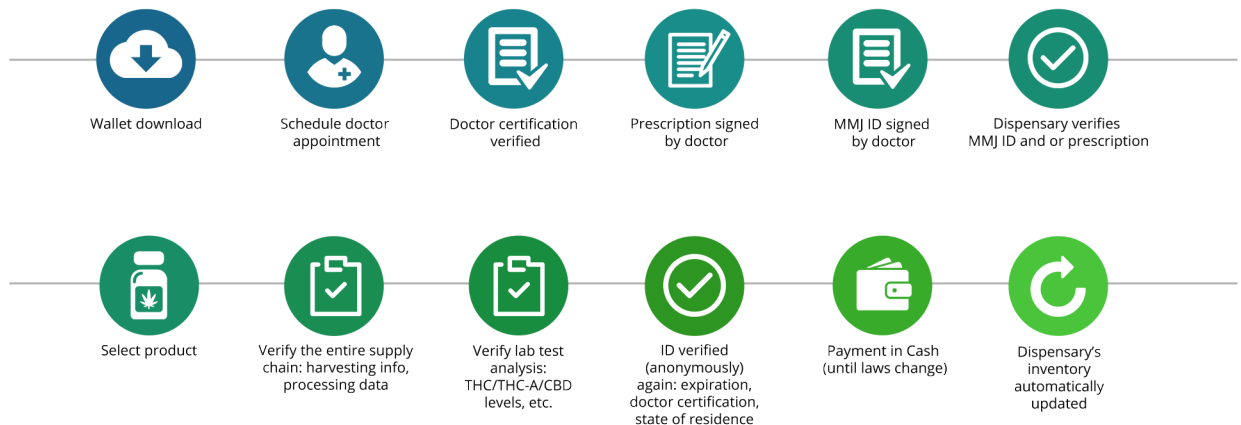 Wallet download
Schedule doctor
appointment
Doctor certification
verified
Prescription signed
by doctor
MMJ ID signed
by doctor
Dispensary verifies
MMJ ID and or prescription
Select product
Verify the entire supply
chain: harvesting info,
processing data
Verify lab test
analysis:
THC/THC-A/CBD
levels, etc.
ID verified
(anonymously)
again: expiration,
doctor certification,
state of residence
Payment in Cash
(until laws change)
Dispensary’s
inventory
automatically
updated